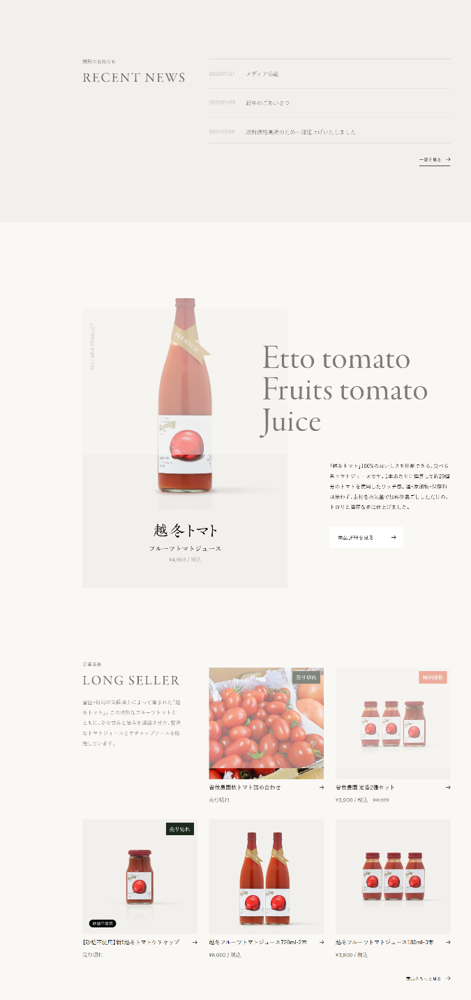 最新のお知らせ
RECENT NEWS
2022/01/27 メディア掲載
2022/01/05 新年のごあいさつ
2021/12/08 燃料価格高騰のため一部値上げいたしました
一覧を見る
2021 NEW PRODUCT
PREMIUM
Etto tomato
Fruits tomato
Juice
「越冬トマト」100%のおいしさを堪能できる、食べる
系トマトジュースです。1本あたりに換算して約20個
分のトマトを使用したリッチ感。塩・添加物・保存料
は使わず、素材を蒸気釜で加熱後裏ごししただけの、
トロリと濃厚な味に仕上げました。
商品詳細を見る
越冬トマト
フルーツトマトジュース
¥4,968 / 税込
定番商品
LONG SELLER
雪国・新潟の気候風土によって育まれた『越
冬トマト』。この特別なフルーツトマトと
ともに、その甘みと旨みを濃縮させた、贅沢
なトマトジュースとケチャップソースを販
売しています。
売り切れ
曽我農園秋トマト詰め合わせ
売り切れ
特別価格
曽我農園 定番2種セット
¥3,900 / 税込 ¥4,320
売り切れ
砂糖不使用
【砂糖不使用】新!越冬トマトケチャップ
売り切れ
越冬フルーツトマトジュース720ml-2本
¥8,600 / 税込
越冬フルーツトマトジュース180ml-3本
¥3,800 / 税込
商品をもっと見る